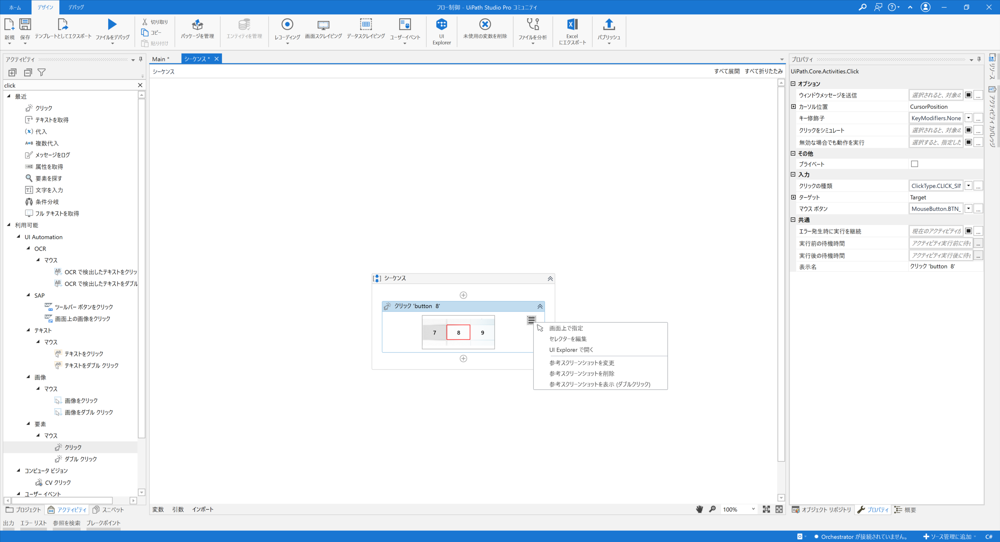 ホーム
デザイン
デバッグ
フロー制御 - UiPath Studio Pro コミュニティ
新規
保存
テンプレートとしてエクスポート
ファイルをデバッグ
切り取り
コピー
貼り付け
パッケージを管理
エンティティを管理
レコーディング
画面スクレイピング
データスクレイピング
ユーザーイベント
UI
Explorer
未使用の変数を削除
ファイルを分析
Excel
にエクスポート
パブリッシュ
アクティビティ
click
最近
クリック
テキストを取得
代入
複数代入
メッセージをログ
属性を取得
要素を探す
文字を入力
条件分岐
フル テキストを取得
利用可能
UI Automation
OCR
マウス
OCR で検出したテキストをクリッ
OCR で検出したテキストをダブル
SAP
ツールバー ボタンをクリック
画面上の画像をクリック
テキスト
マウス
テキストをクリック
テキストをダブル クリック
画像
マウス
画像をクリック
画像をダブル クリック
要素
マウス
クリック
ダブル クリック
コンピュータ ビジョン
CV クリック
ユーザー イベント
プロジェクト
アクティビティ
スニペット
Main *
シーケンス *
シーケンス
すべて展開
すべて折りたたみ
シーケンス
クリック 'button  8'
7
8
9
画面上で指定
セレクターを編集
UI Explorer で開く
参考スクリーンショットを変更
参考スクリーンショットを削除
参考スクリーンショットを表示 (ダブルクリック)
変数
引数
インポート
100%
プロパティ
UiPath.Core.Activities.Click
オプション
ウィンドウメッセージを送信
選択されると、対象の
カーソル位置
CursorPosition
キー修飾子
KeyModifiers.None
クリックをシミュレート
選択されると、対象の
無効な場合でも動作を実行
選択すると、指定した
その他
プライベート
入力
クリックの種類
ClickType.CLICK_SIN
ターゲット
Target
マウス ボタン
MouseButton.BTN_
共通
エラー発生時に実行を継続
現在のアクティビティが
実行前の待機時間
アクティビティ実行前に待
実行後の待機時間
アクティビティ実行後に待
表示名
クリック 'button  8'
オブジェクト リポジトリ
プロパティ
概要
リソース
アクティビティ カバレッジ
出力
エラー リスト
参照を検索
ブレークポイント
Orchestrator が接続されていません。
ソース管理に追加
C#